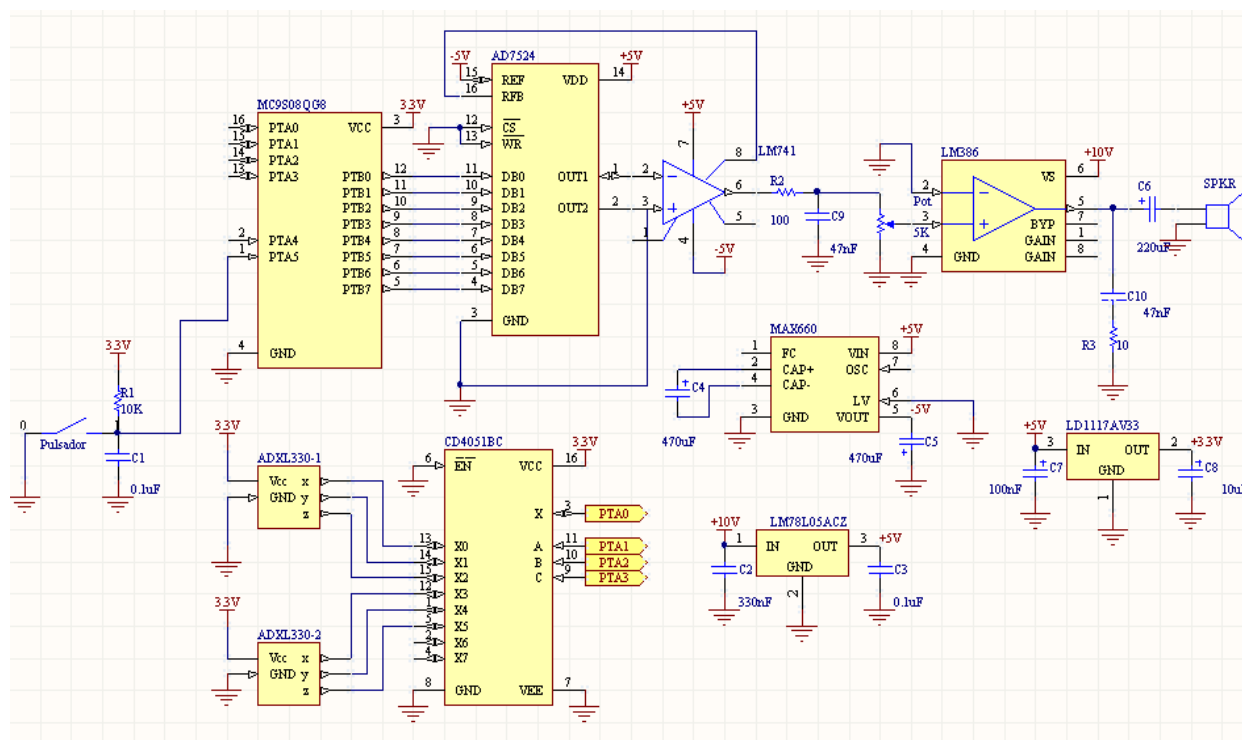 AD7524
-5V
15
REF
16
RFB
VDD
14
+5V
12
CS
13
WR
11
DB0
10
DB1
9
DB2
8
DB3
7
DB4
6
DB5
5
DB6
4
DB7
OUT1
1
OUT2
2
3
GND
MC9S08QG8
16
PTA0
15
PTA1
14
PTA2
13
PTA3
2
PTA4
1
PTA5
VCC
3
3.3V
PTB0
12
PTB1
11
PTB2
10
PTB3
9
PTB4
8
PTB5
7
PTB6
6
PTB7
5
4
GND
+5V
7
8
LM741
2
3
6
5
1
4
-5V
R2
100
C9
47nF
Pot
5K
LM386
2
3
4
GND
VS
6
+10V
5
BYP
7
GAIN
1
GAIN
8
C6
+
220uF
SPKR
C10
47nF
R3
10
MAX660
1
FC
2
CAP+
4
CAP-
3
GND
VIN
8
+5V
OSC
7
LV
6
VOUT
5
-5V
+
C4
470uF
C5
+
470uF
3.3V
R1
10K
0
1
Pulsador
C1
0.1uF
3.3V
ADXL330-1
Vcc x
GND y
z
3.3V
ADXL330-2
Vcc x
GND y
z
CD4051BC
6
EN
VCC
16
3.3V
X
3
PTA0
A
11
PTA1
B
10
PTA2
C
9
PTA3
13
X0
14
X1
15
X2
12
X3
1
X4
5
X5
2
X6
4
X7
8
GND
VEE
7
LD1117AV33
+5V
3
IN
OUT
2
+3.3V
GND
1
+
C7
100nF
+
C8
10u
LM78L05ACZ
+10V
1
IN
OUT
3
+5V
GND
2
C2
330nF
C3
0.1uF